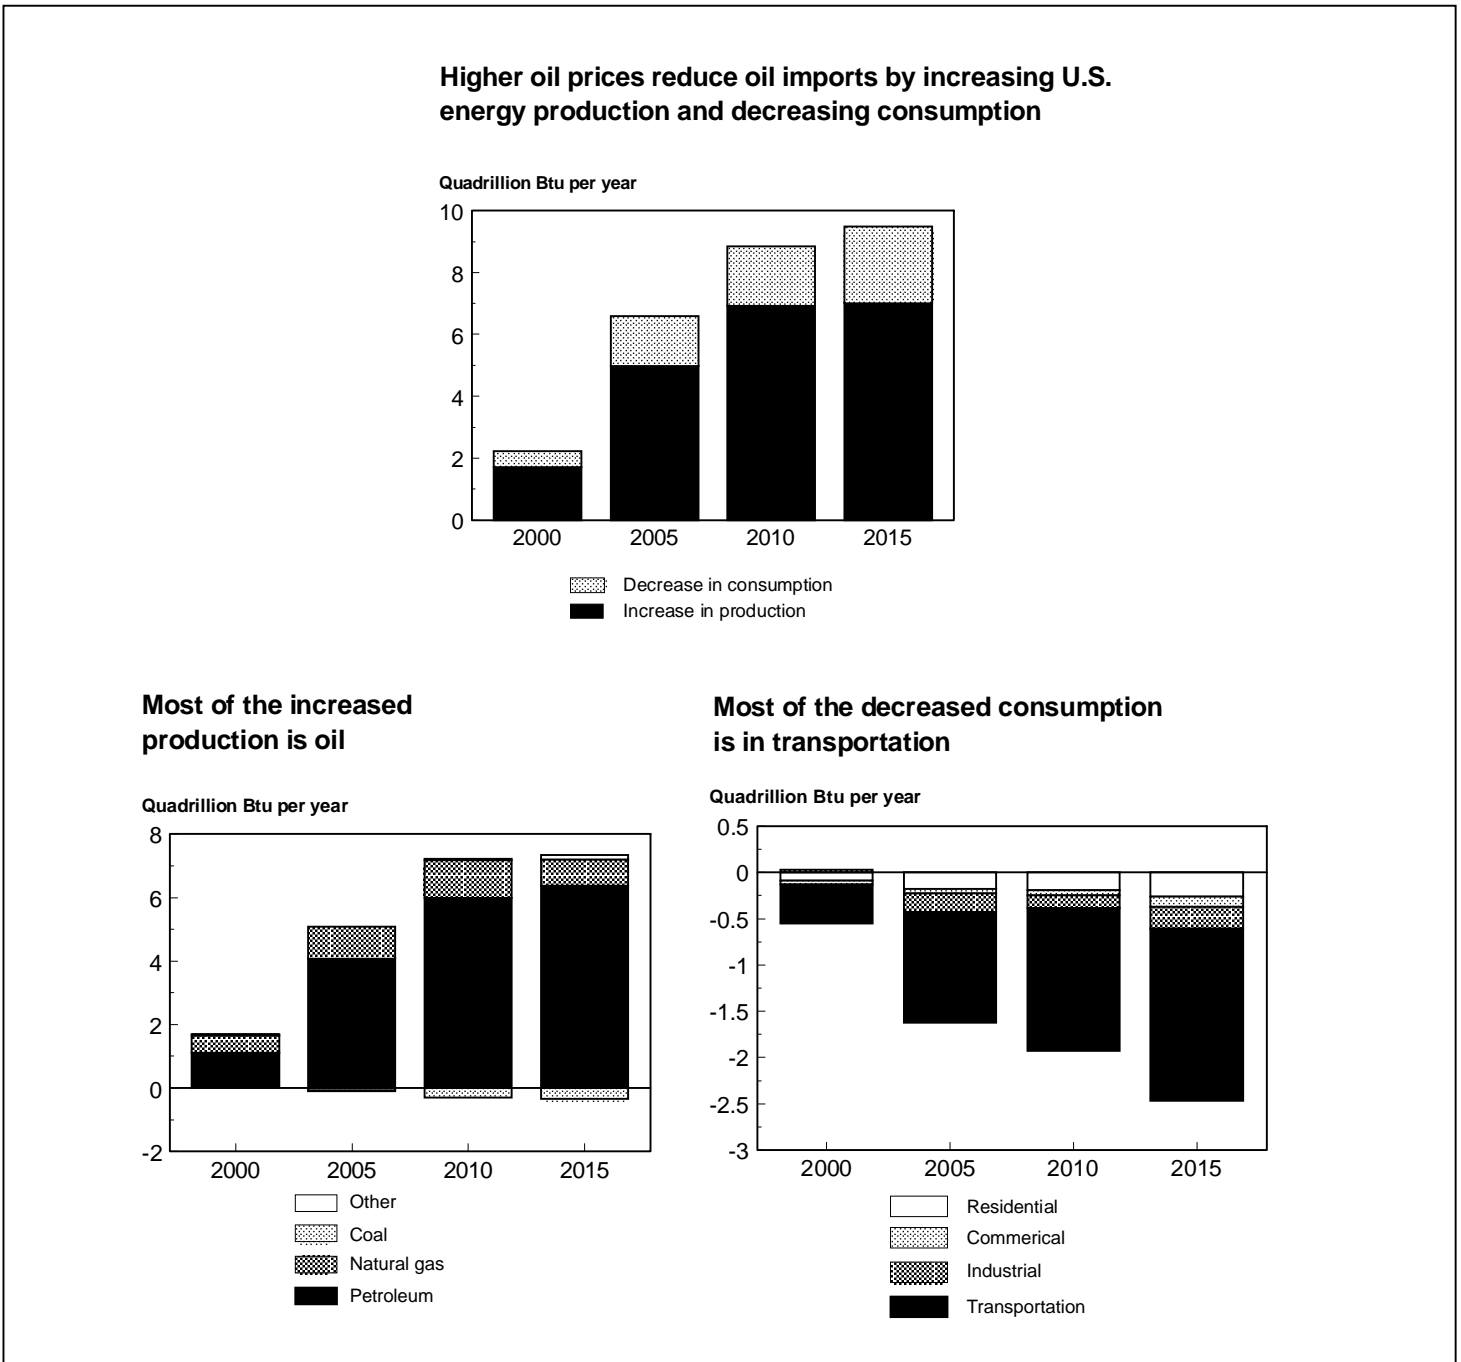 Higher oil prices reduce oil imports by increasing U.S.
energy production and decreasing consumption
Quadrillion Btu per year
10
8
6
4
2
0
2000 2005 2010 2015
Decrease in consumption
Increase in production
Most of the increased
production is oil
Quadrillion Btu per year
8
6
4
2
0
-2
2000 2005 2010 2015
Other
Coal
Natural gas
Petroleum
Most of the decreased consumption
is in transportation
Quadrillion Btu per year
0.5
0
-0.5
-1
-1.5
-2
-2.5
-3
2000 2005 2010 2015
Residential
Commerical
Industrial
Transportation